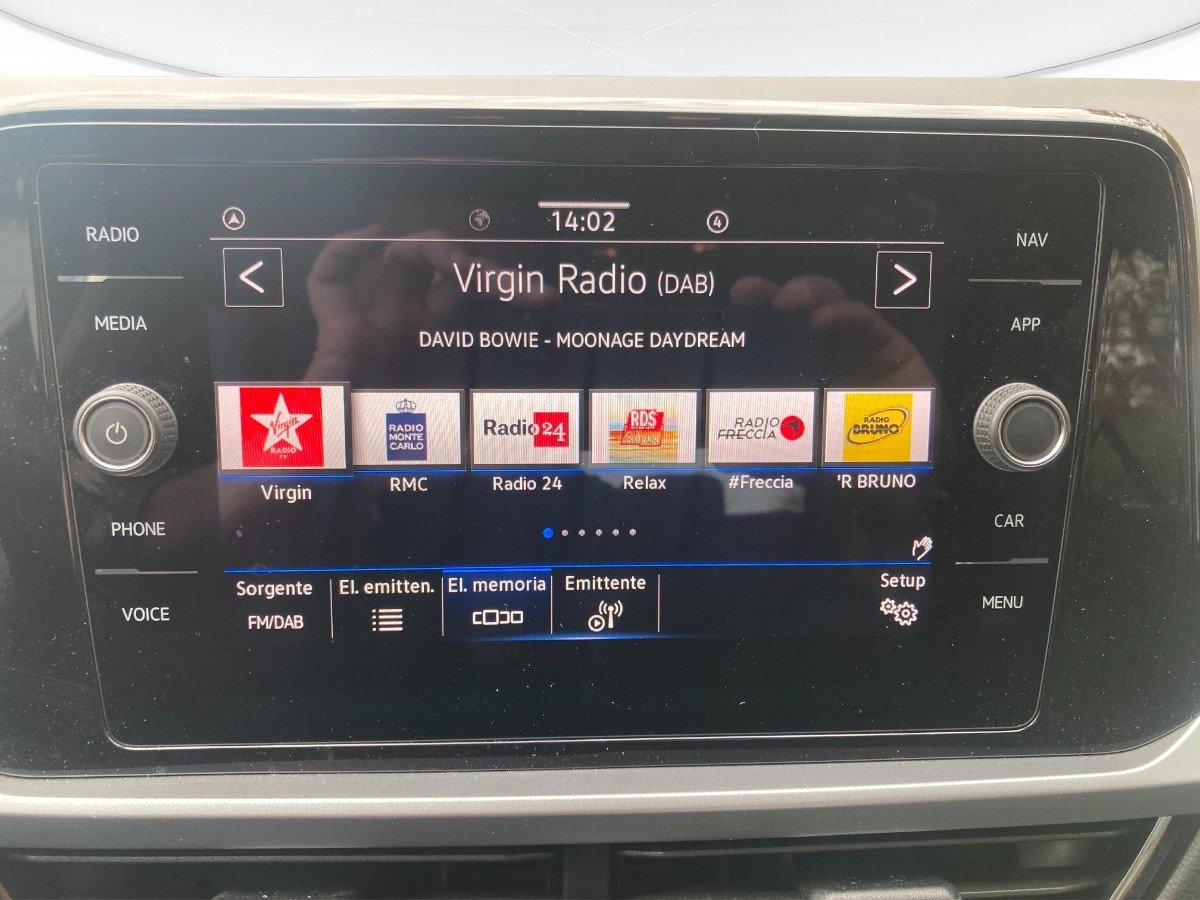 14:02
4
RADIO
MEDIA
PHONE
VOICE
NAV
APP
CAR
MENU
Virgin Radio (DAB)
DAVID BOWIE - MOONAGE DAYDREAM
Virgin
RADIO
RADIO
MONTE
CARLO
Radio 24
RDS
RADIO
FRECCIA
RADIO
BRUNO
Virgin
RMC
Radio 24
Relax
#Freccia
'R BRUNO
Sorgente
FM/DAB
El. emitten.
El. memoria
Emittente
Setup